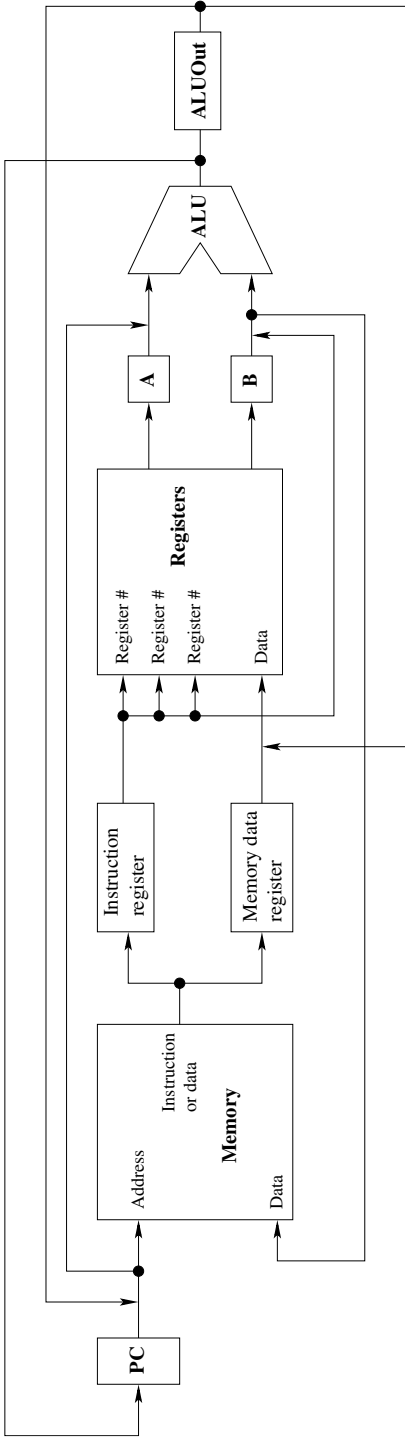 PC
Address
Instruction
or data
Memory
Data
Instruction
register
Memory data
register
Register #
Register #
Register #
Registers
Data
A
B
ALU
ALUOut